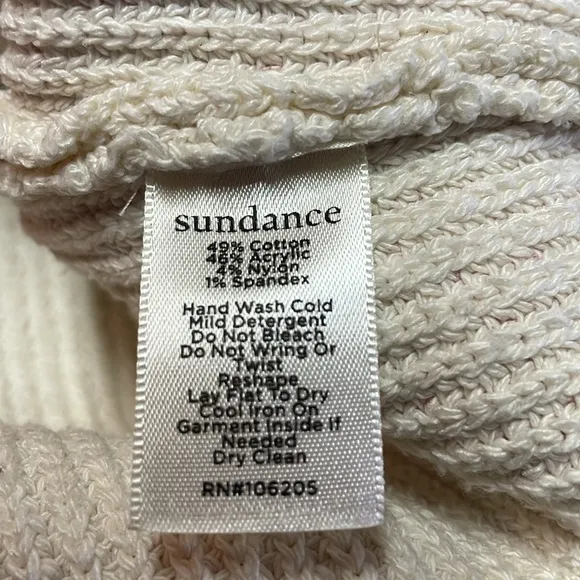 sundance
49% Cotton
46% Acrylic
4% Nylon
1% Spandex
Hand Wash Cold
Mild Detergent
Do Not Bleach
Do Not Wring Or
Twist
Reshape
Lay Flat To Dry
Cool Iron On
Garment Inside if
Needed
Dry Clean
RN#106205